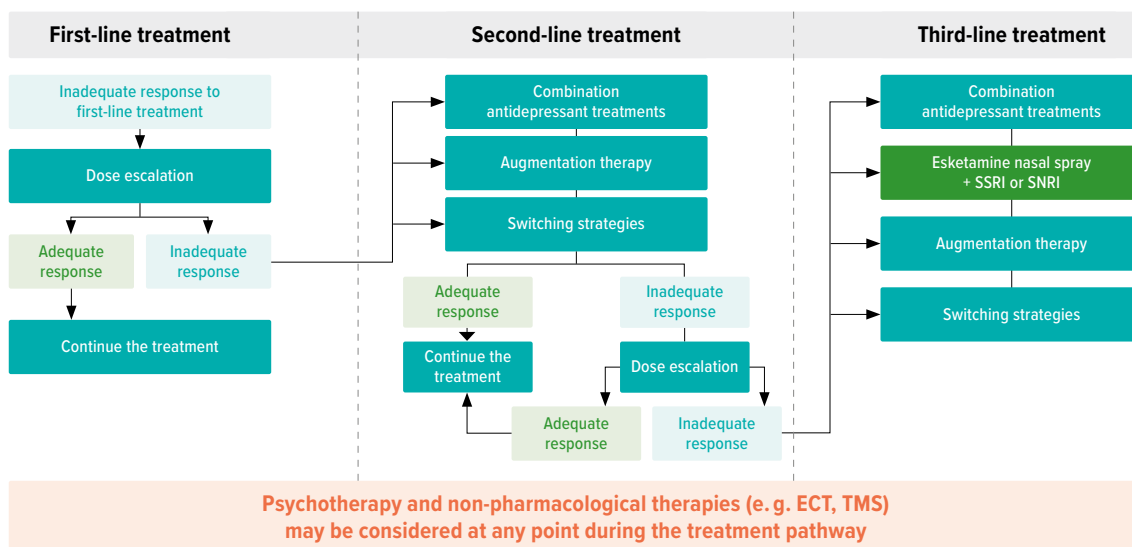 First-line treatment
Second-line treatment
Third-line treatment
Inadequate response to
first-line treatment
Dose escalation
Adequate
response
Inadequate
response
Continue the treatment
Combination
antidepressant treatments
Augmentation therapy
Switching strategies
Adequate
response
Inadequate
response
Continue the
treatment
Dose escalation
Adequate
response
Inadequate
response
Combination
antidepressant treatments
Esketamine nasal spray
+ SSRI or SNRI
Augmentation therapy
Switching strategies
Psychotherapy and non-pharmacological therapies (e. g. ECT, TMS)
may be considered at any point during the treatment pathway